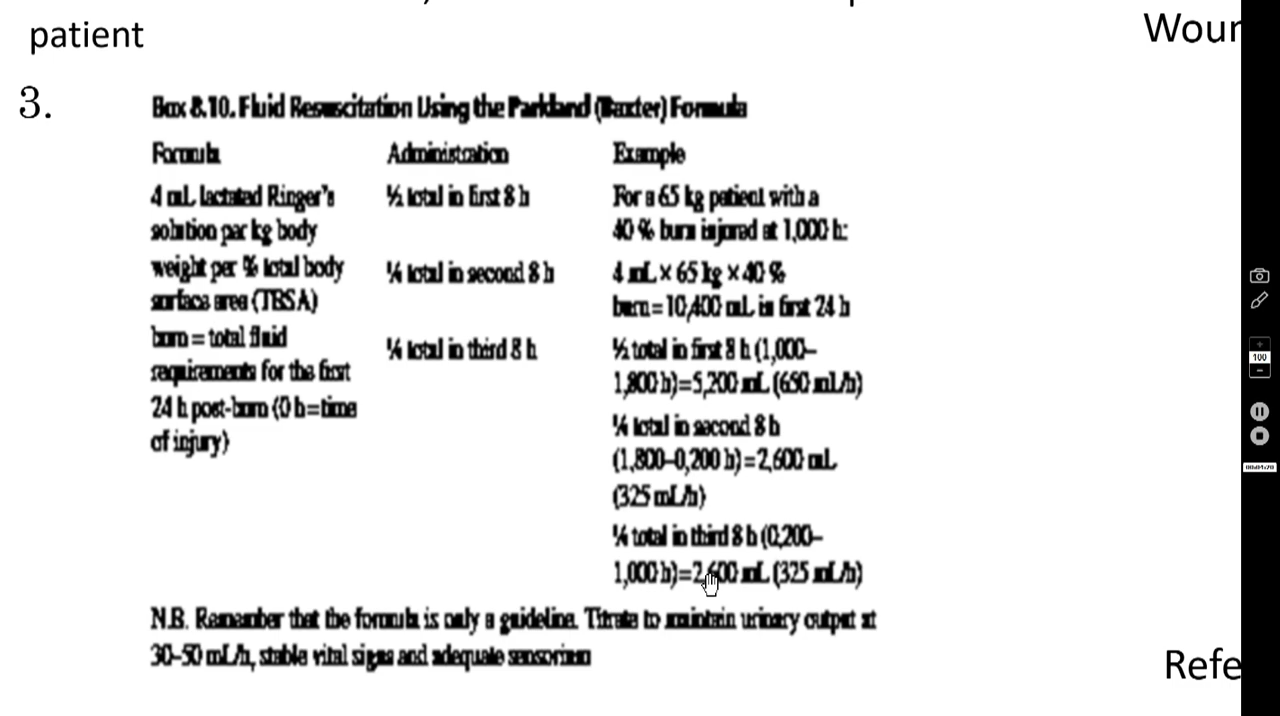 patient
Woun
3.
Box 8.10. Fluid Resuscitation Using the Parkland (Baxter) Formula
Formula Administration Example
4 mL lactated Ringer's ½ total in first 8 h For a 65 kg patient with a
solution par kg body 40 % burn injured at 1,000 h:
weight per % total body ¼ total in second 8 h 4 mL × 65 kg × 40 %
surface area (TBSA) burn = 10,400 mL in first 24 h
burn = total fluid ¼ total in third 8 h ½ total in first 8 h (1,000–
requirements for the first 1,800 h)=5,200 mL (650 ml/h)
24 h post-burn (0 h=time ¼ total in second 8 h
of injury) (1,800–0,200 h)=2,600 mL
(325 mL/h)
¼ total in third 8 h (0,200–
1,000 h)=2,600 mL (325 mL/h)
N.B. Remember that the formula is only a guideline. Titrate to maintain urinary output at
30–50 mL/h, stable vital signs and adequate sensorium
Refe
100